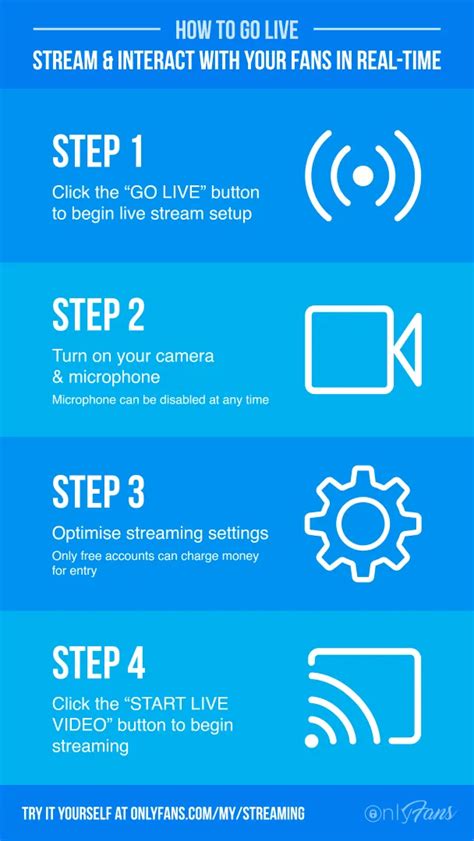 HOW TO GO LIVE
STREAM & INTERACT WITH YOUR FANS IN REAL-TIME
STEP 1
Click the “GO LIVE” button
to begin live stream setup
STEP 2
Turn on your camera
& microphone
Microphone can be disabled at any time
STEP 3
Optimise streaming settings
Only free accounts can charge money
for entry
STEP 4
Click the “START LIVE
VIDEO” button to begin
streaming
TRY IT YOURSELF AT ONLYFANS.COM/MY/STREAMING
OnlyFans